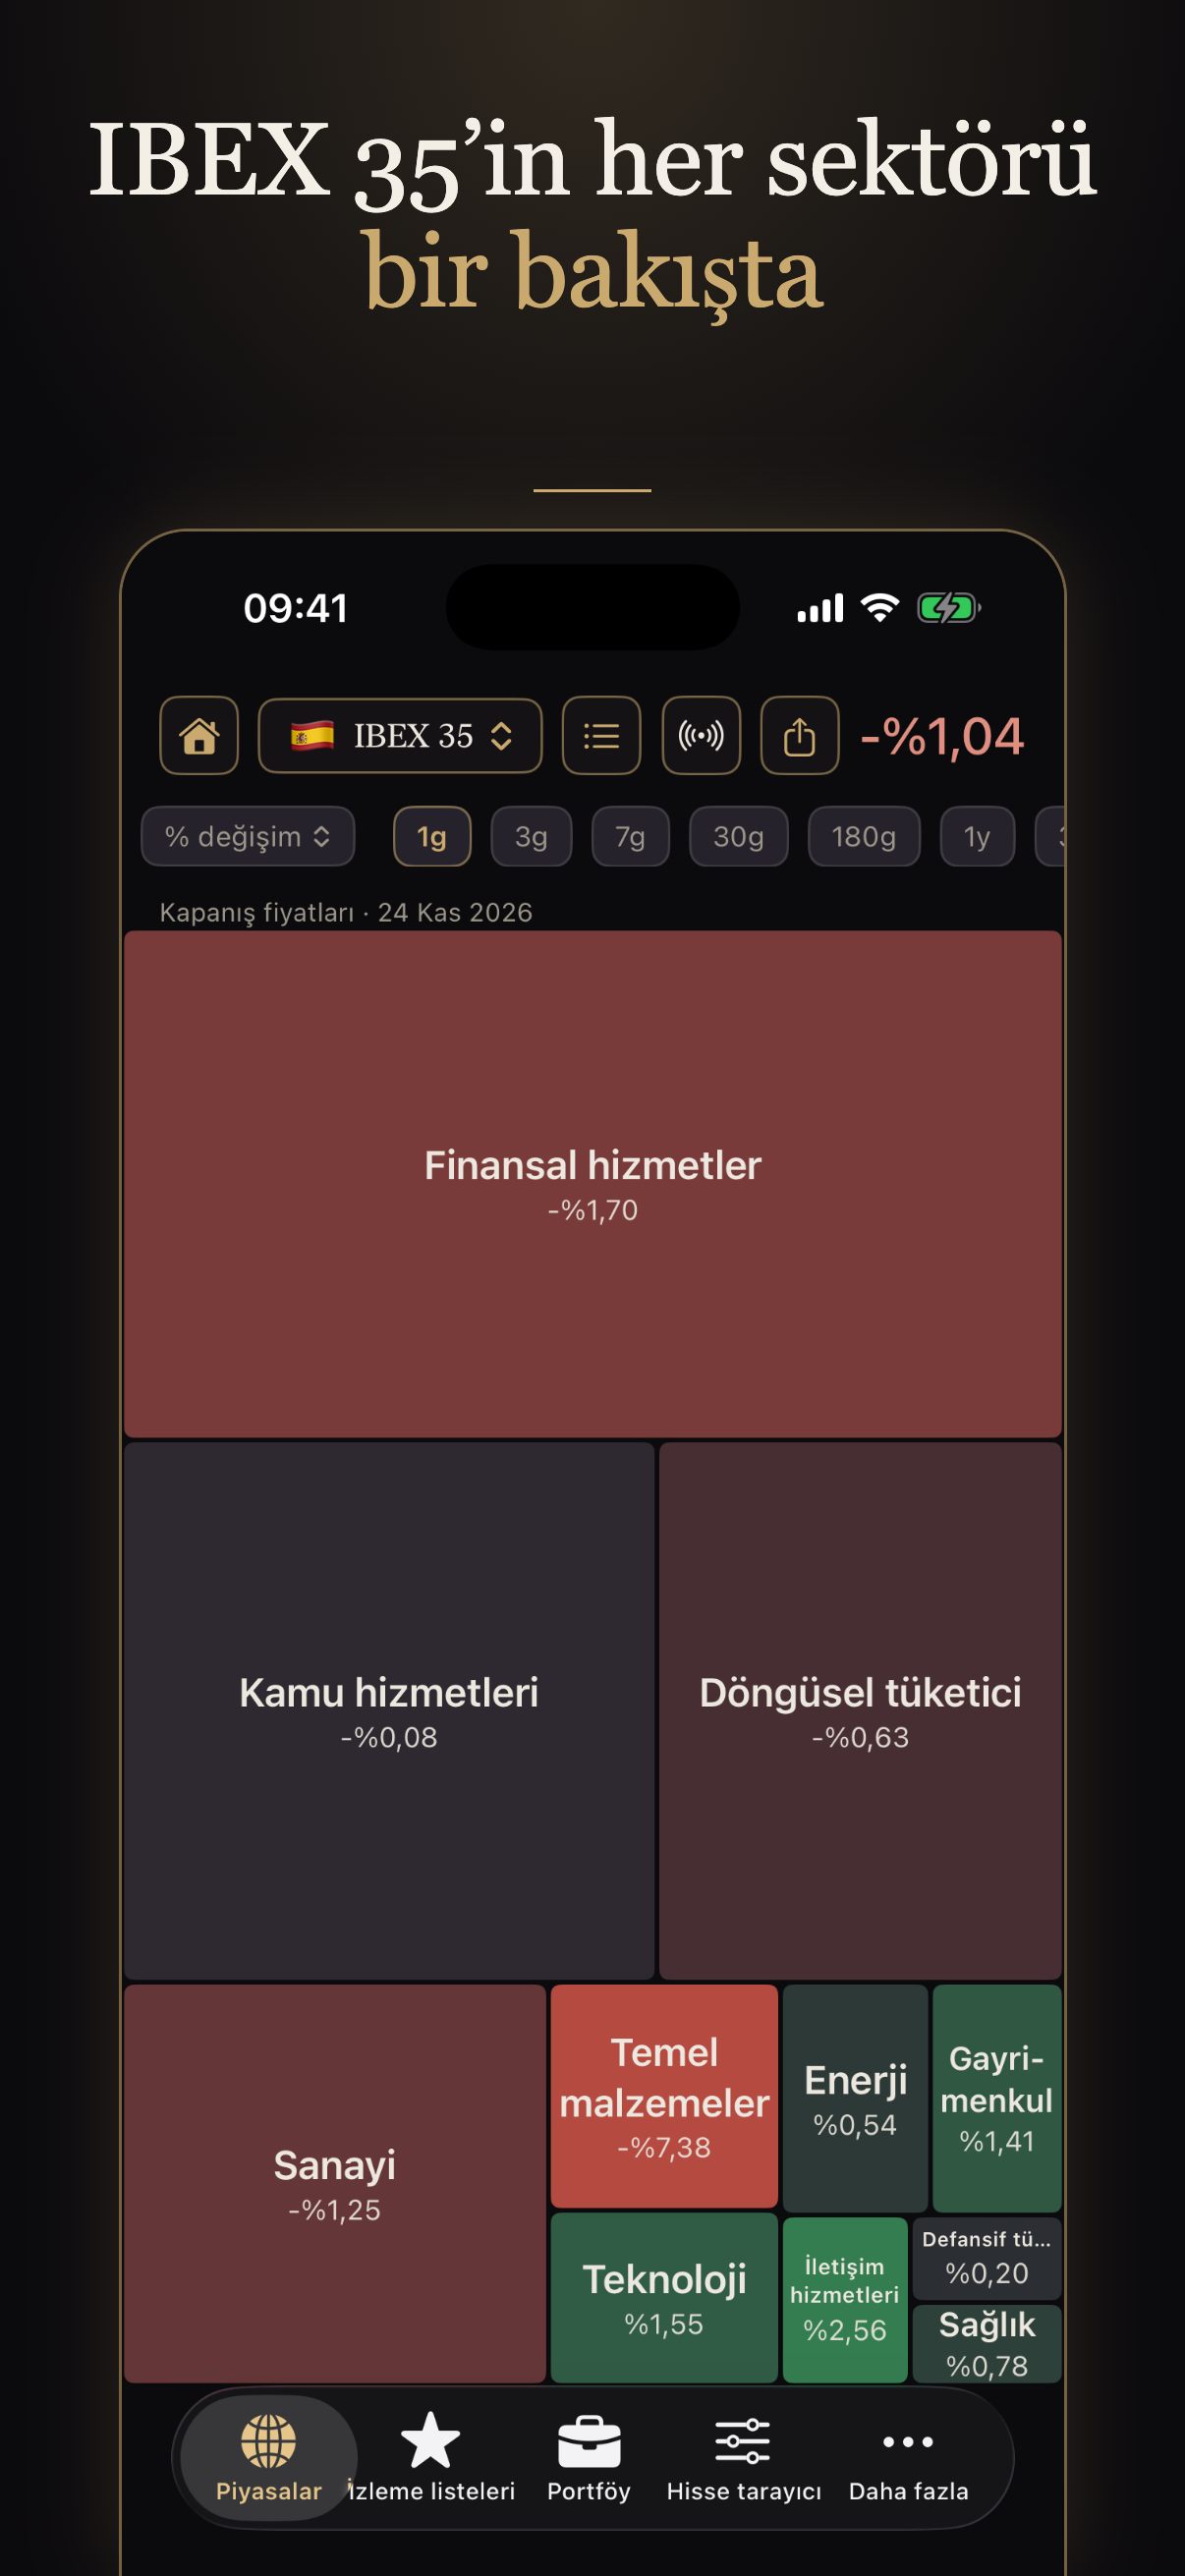 IBEX 35’in her sektörü
bir bakışta
09:41
IBEX 35
-%1,04
% değişim
1g
3g
7g
30g
180g
1y
Kapanış fiyatları · 24 Kas 2026
Finansal hizmetler
-%1,70
Kamu hizmetleri
-%0,08
Döngüsel tüketici
-%0,63
Sanayi
-%1,25
Temel
malzemeler
-%7,38
Enerji
%0,54
Gayri-
menkul
%1,41
Teknoloji
%1,55
İletişim
hizmetleri
%2,56
Defansif tü...
%0,20
Sağlık
%0,78
Piyasalar
İzleme listeleri
Portföy
Hisse tarayıcı
Daha fazla